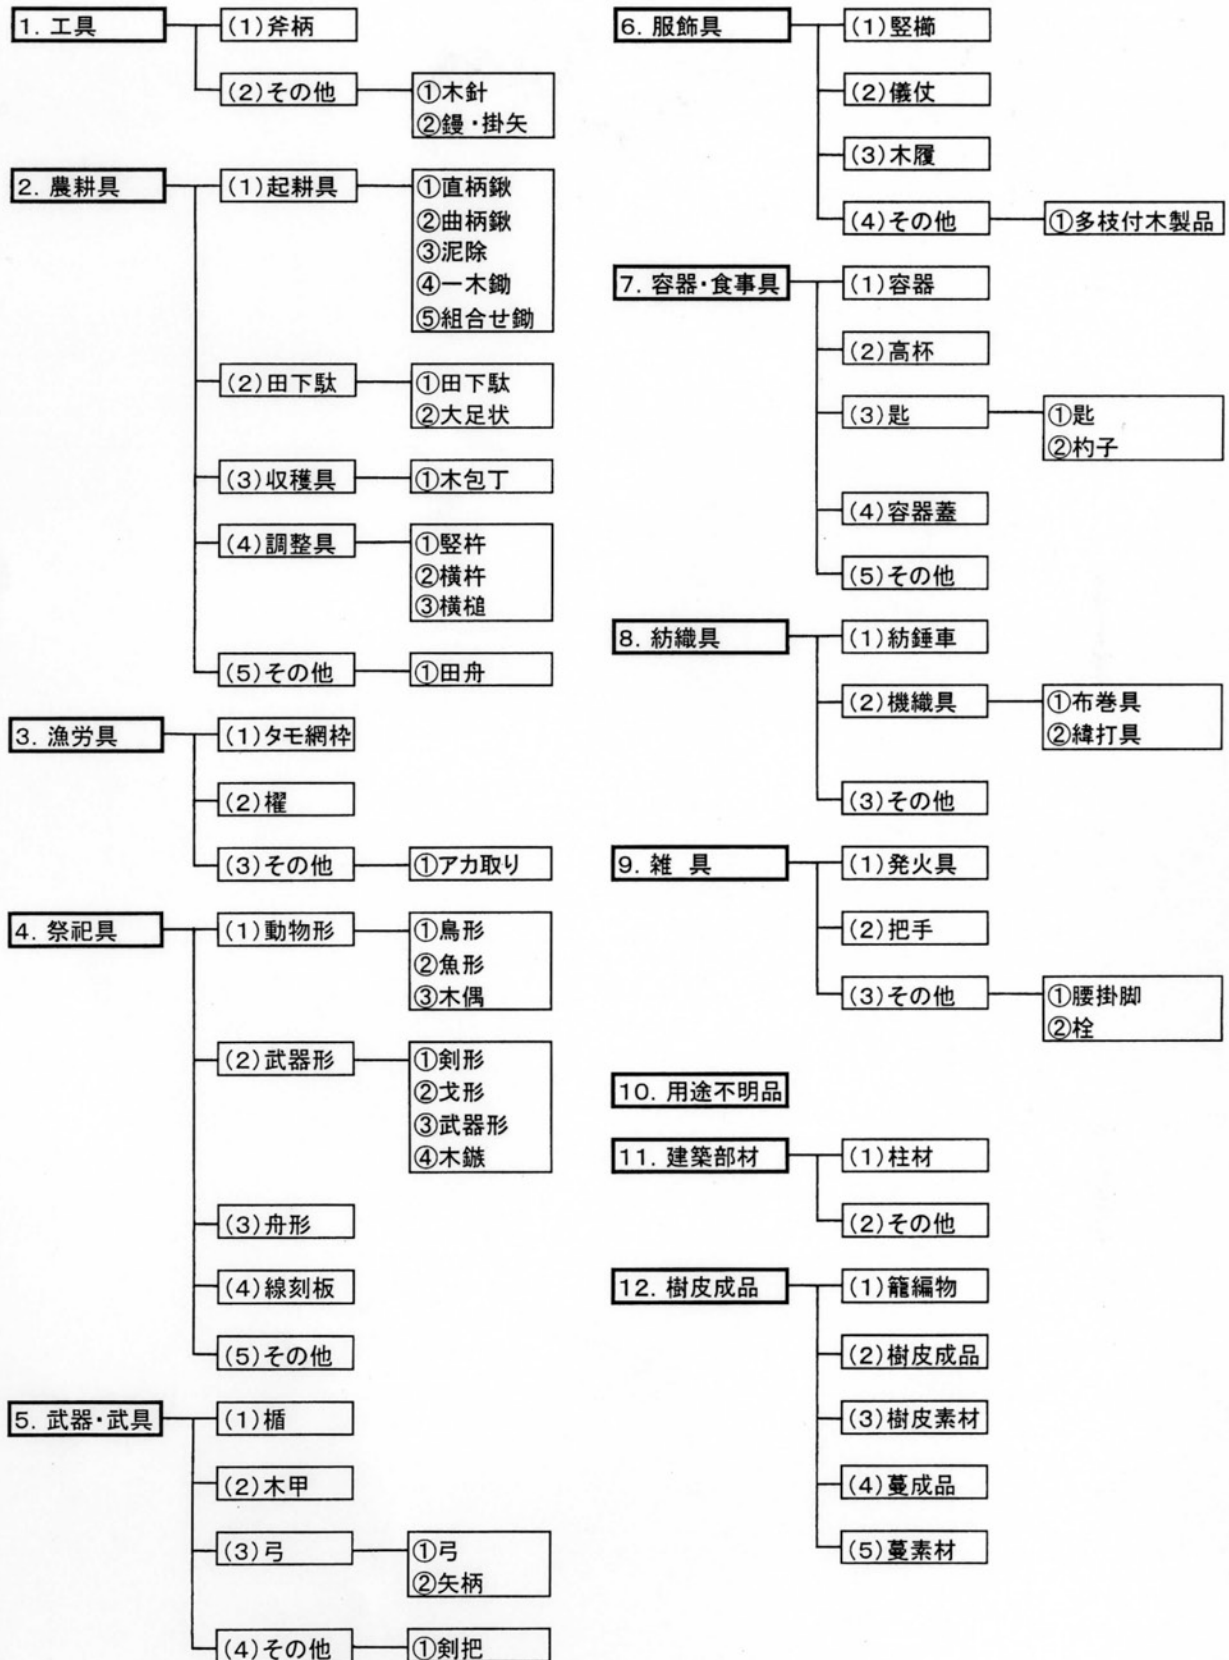 1. 工具
(1)斧柄
(2)その他
①木針
②鏝・掛矢
2. 農耕具
(1)起耕具
①直柄鍬
②曲柄鍬
③泥除
④一木鋤
⑤組合せ鋤
(2)田下駄
①田下駄
②大足状
(3)収穫具
①木包丁
(4)調整具
①竪杵
②横杵
③横槌
(5)その他
①田舟
3. 漁労具
(1)タモ網枠
(2)櫂
(3)その他
①アカ取り
4. 祭祀具
(1)動物形
①鳥形
②魚形
③木偶
(2)武器形
①剣形
②戈形
③武器形
④木鏃
(3)舟形
(4)線刻板
(5)その他
5. 武器・武具
(1)楯
(2)木甲
(3)弓
①弓
②矢柄
(4)その他
①剣把
6. 服飾具
(1)竪櫛
(2)儀仗
(3)木履
(4)その他
①多枝付木製品
7. 容器・食事具
(1)容器
(2)高杯
(3)匙
①匙
②杓子
(4)容器蓋
(5)その他
8. 紡織具
(1)紡錘車
(2)機織具
①布巻具
②緯打具
(3)その他
9. 雑 具
(1)発火具
(2)把手
(3)その他
①腰掛脚
②栓
10. 用途不明品
11. 建築部材
(1)柱材
(2)その他
12. 樹皮成品
(1)籠編物
(2)樹皮成品
(3)樹皮素材
(4)蔓成品
(5)蔓素材